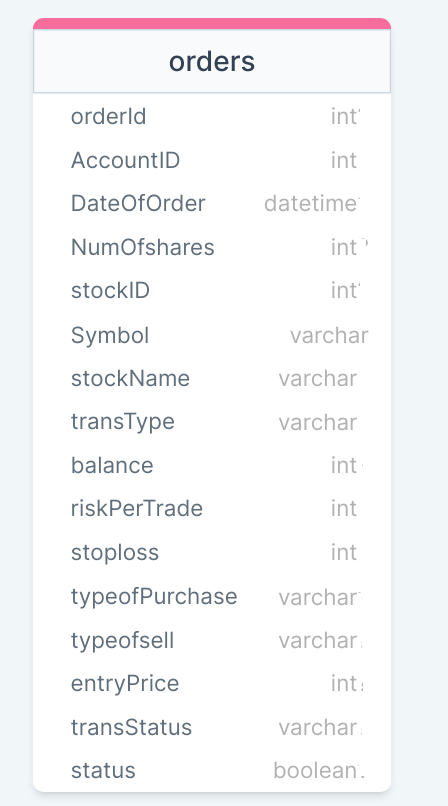 orders
orderId int
AccountID int
DateOfOrder datetime
NumOfshares int
stockID int
Symbol varchar
stockName varchar
transType varchar
balance int
riskPerTrade int
stoploss int
typeofPurchase varchar
typeofsell varchar
entryPrice int
transStatus varchar
status boolean